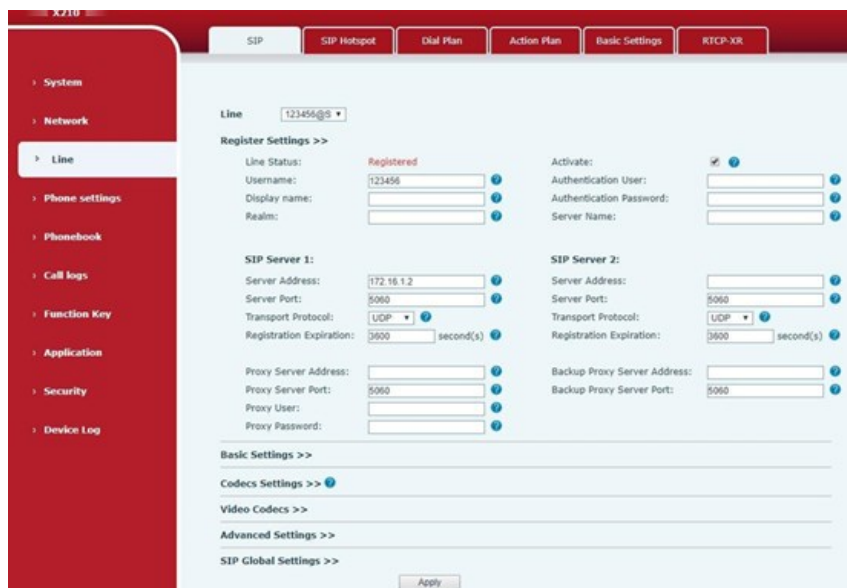 X210
SIP SIP Hotspot Dial Plan Action Plan Basic Settings RTCP-XR
› System
› Network
› Line
› Phone settings
› Phonebook
› Call logs
› Function Key
› Application
› Security
› Device Log
Line 123456@S
Register Settings >>
Line Status: Registered Activate:
Username: 123456 Authentication User:
Display name: Authentication Password:
Realm: Server Name:
SIP Server 1: SIP Server 2:
Server Address: 172.16.1.2 Server Address:
Server Port: 5060 Server Port: 5060
Transport Protocol: UDP Transport Protocol: UDP
Registration Expiration: 3600 second(s) Registration Expiration: 3600 second(s)
Proxy Server Address: Backup Proxy Server Address:
Proxy Server Port: 5060 Backup Proxy Server Port: 5060
Proxy User:
Proxy Password:
Basic Settings >>
Codecs Settings >>
Video Codecs >>
Advanced Settings >>
SIP Global Settings >>
Apply